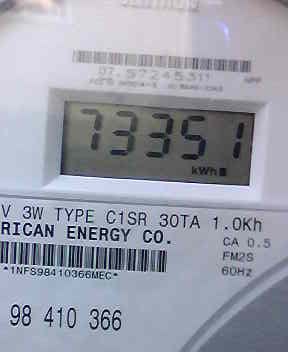 73351
kWh
V 3W TYPE C1SR 30TA 1.0Kh
RICAN ENERGY CO.
CA 0.5
FM2S
60Hz
*1NFS98410366MEC*
98 410 366